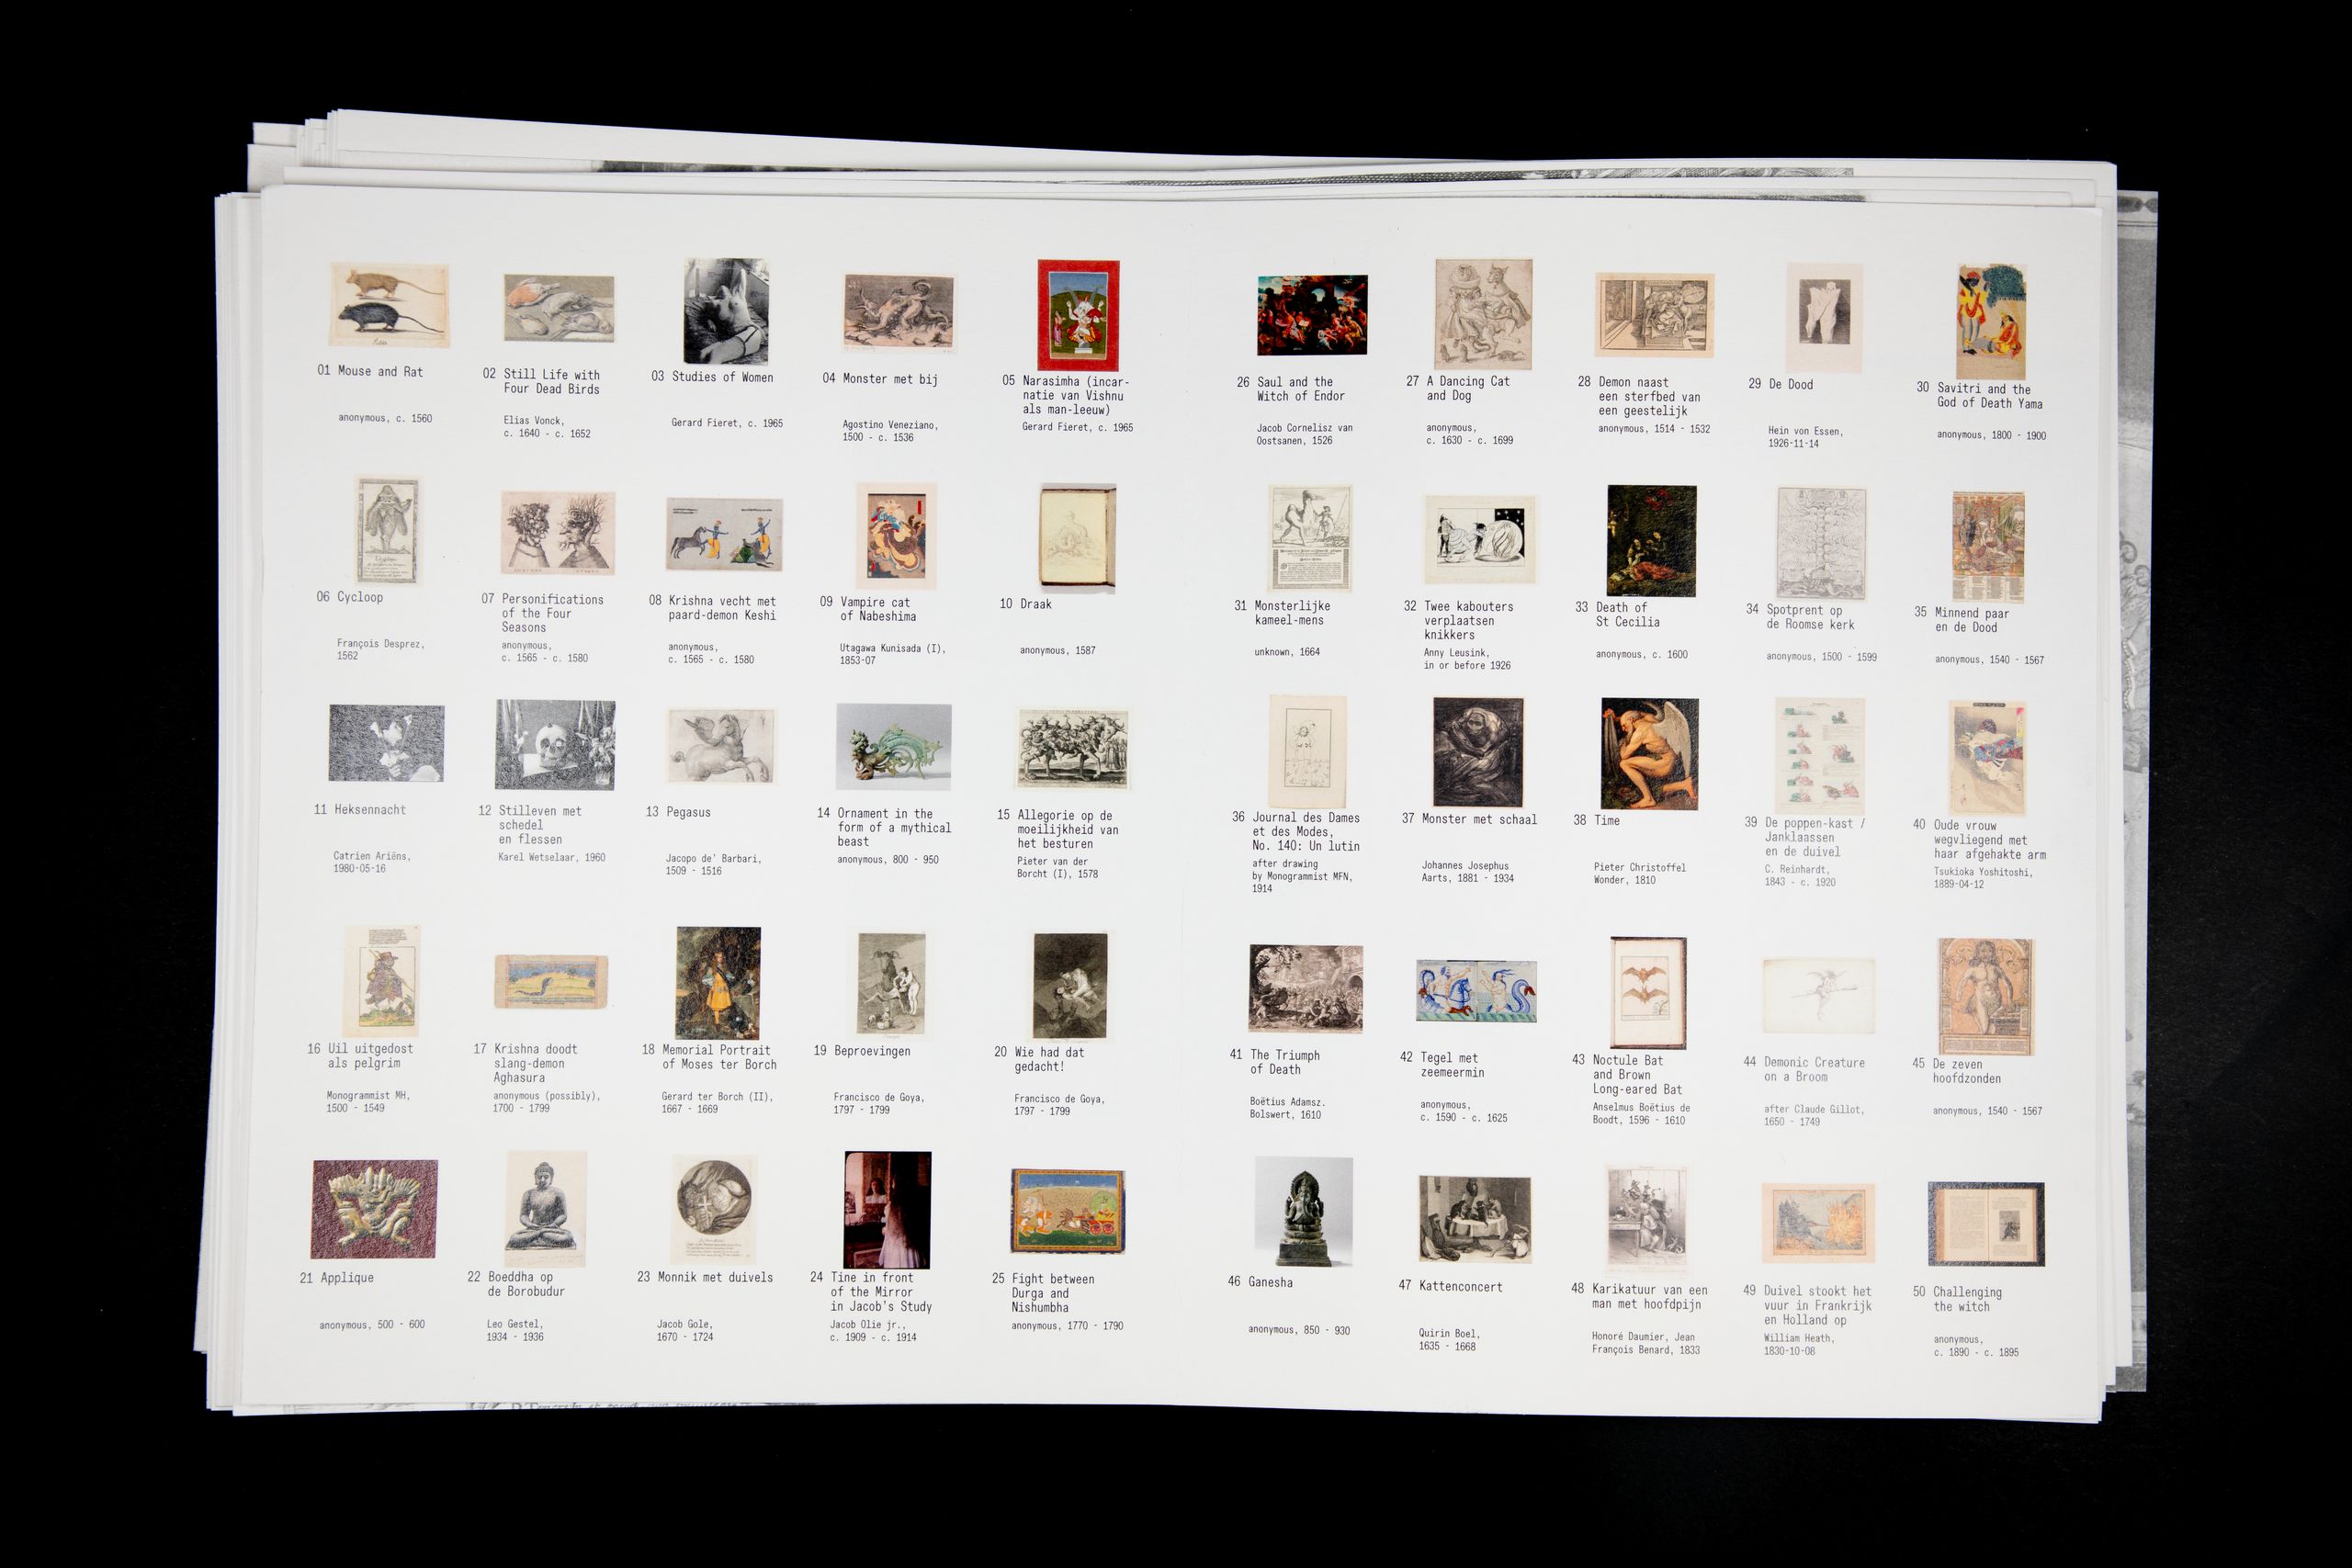 01 Mouse and Rat
anonymous, c. 1560
02 Still Life with
Four Dead Birds
Elias Vonck,
c. 1640 - c. 1652
03 Studies of Women
Gerard Fieret, c. 1965
04 Monster met bij
Agostino Veneziano,
1500 - c. 1536
05 Narasimha (incar-
natie van Vishnu
als man-leeuw)
Gerard Fieret, c. 1965
06 Cycloop
François Desprez,
1562
07 Personifications
of the Four
Seasons
anonymous,
c. 1565 - c. 1580
08 Krishna vecht met
paard-demon Keshi
anonymous,
c. 1565 - c. 1580
09 Vampire cat
of Nabeshima
Utagawa Kunisada (I),
1853-07
10 Draak
anonymous, 1587
11 Heksennacht
Catrien Ariëns,
1980-05-16
12 Stilleven met
schedel
en flessen
Karel Wetselaar, 1960
13 Pegasus
Jacopo de' Barbari,
1509 - 1516
14 Ornament in the
form of a mythical
beast
anonymous, 800 - 950
15 Allegorie op de
moeilijkheid van
het besturen
Pieter van der
Borcht (I), 1578
16 Uil uitgedost
als pelgrim
Monogrammist MH,
1500 - 1549
17 Krishna doodt
slang-demon
Aghasura
anonymous (possibly),
1700 - 1799
18 Memorial Portrait
of Moses ter Borch
Gerard ter Borch (II),
1667 - 1669
19 Beproevingen
Francisco de Goya,
1797 - 1799
20 Wie had dat
gedacht!
Francisco de Goya,
1797 - 1799
21 Applique
anonymous, 500 - 600
22 Boeddha op
de Borobudur
Leo Gestel,
1934 - 1936
23 Monnik met duivels
Jacob Gole,
1670 - 1724
24 Tine in front
of the Mirror
in Jacob's Study
Jacob Olie jr.,
c. 1909 - c. 1914
25 Fight between
Durga and
Nishumbha
anonymous, 1770 - 1790
26 Saul and the
Witch of Endor
Jacob Cornelisz van
Oostsanen, 1526
27 A Dancing Cat
and Dog
anonymous,
c. 1630 - c. 1699
28 Demon naast
een sterfbed van
een geestelijk
anonymous, 1514 - 1532
29 De Dood
Hein von Essen,
1926-11-14
30 Savitri and the
God of Death Yama
anonymous, 1800 - 1900
31 Monsterlijke
kameel-mens
unknown, 1664
32 Twee kabouters
verplaatsen
knikkers
Anny Leusink,
in or before 1926
33 Death of
St Cecilia
anonymous, c. 1600
34 Spotprent op
de Roomse kerk
anonymous, 1500 - 1599
35 Minnend paar
en de Dood
anonymous, 1540 - 1567
36 Journal des Dames
et des Modes,
No. 140: Un lutin
after drawing
by Monogrammist MFN,
1914
37 Monster met schaal
Johannes Josephus
Aarts, 1881 - 1934
38 Time
Pieter Christoffel
Wonder, 1810
39 De poppen-kast /
Janklaassen
en de duivel
C. Reinhardt,
1843 - c. 1920
40 Oude vrouw
wegvliegend met
haar afgehakte arm
Tsukioka Yoshitoshi,
1889-04-12
41 The Triumph
of Death
Boëtius Adamsz.
Bolswert, 1610
42 Tegel met
zeemeermin
anonymous,
c. 1590 - c. 1625
43 Noctule Bat
and Brown
Long-eared Bat
Anselmus Boëtius de
Boodt, 1596 - 1610
44 Demonic Creature
on a Broom
after Claude Gillot,
1650 - 1749
45 De zeven
hoofdzonden
anonymous, 1540 - 1567
46 Ganesha
anonymous, 850 - 930
47 Kattenconcert
Quirin Boel,
1635 - 1668
48 Karikatuur van een
man met hoofdpijn
Honoré Daumier, Jean
François Benard, 1833
49 Duivel stookt het
vuur in Frankrijk
en Holland op
William Heath,
1830-10-08
50 Challenging
the witch
anonymous,
c. 1890 - c. 1895